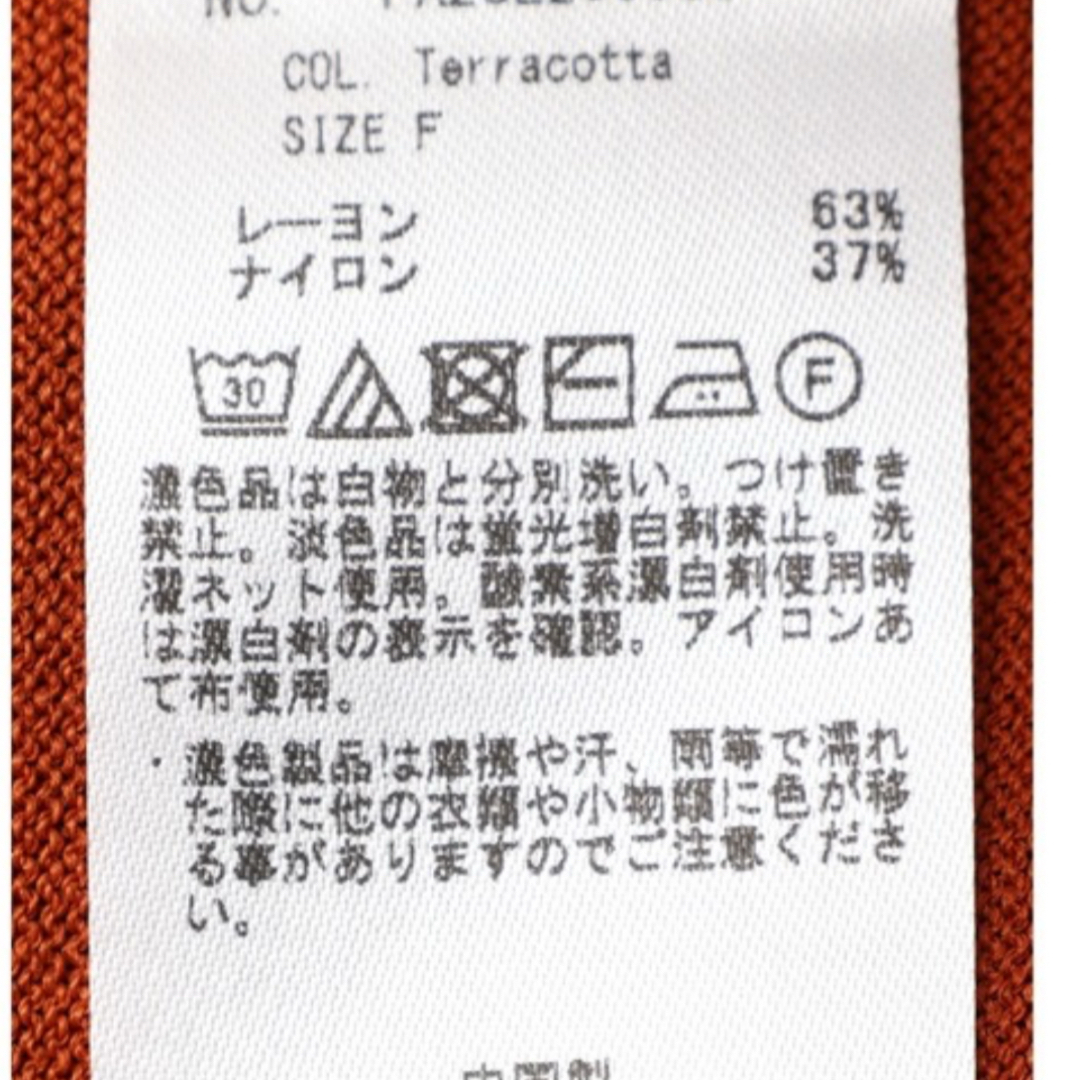 NO.
COL. Terracotta
SIZE F
レーヨン 63%
ナイロン 37%
30 F
濃色品は白物と分別洗い。つけ置き
禁止。淡色品は蛍光増白剤禁止。洗
濯ネット使用。酸素系漂白剤使用時
は漂白剤の表示を確認。アイロンあ
て布使用。
・濃色製品は摩擦や汗、雨等で濡れ
た際に他の衣類や小物類に色が移
る事がありますのでご注意くださ
い。
中国製